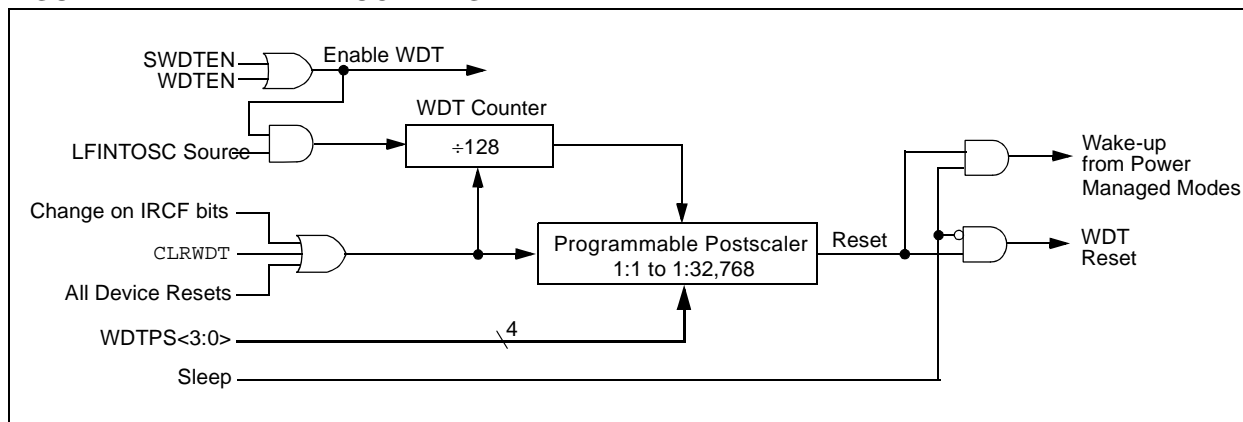 SWDTEN
WDTEN
Enable WDT
WDT Counter
LFINTOSC Source
÷128
Wake-up
from Power
Managed Modes
Change on IRCF bits
CLRWDT
All Device Resets
Programmable Postscaler
1:1 to 1:32,768
Reset
WDT
Reset
WDTPS<3:0>
4
Sleep